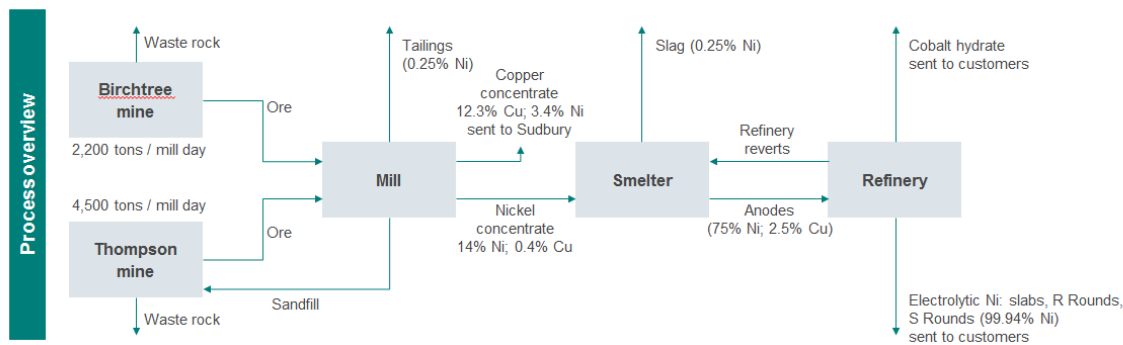 Process overview
Waste rock
Birchtree
mine
2,200 tons / mill day
Ore
4,500 tons / mill day
Thompson
mine
Ore
Waste rock
Sandfill
Tailings
(0.25% Ni)
Mill
Copper
concentrate
12.3% Cu; 3.4% Ni
sent to Sudbury
Nickel
concentrate
14% Ni; 0.4% Cu
Slag (0.25% Ni)
Smelter
Refinery
reverts
Anodes
(75% Ni; 2.5% Cu)
Cobalt hydrate
sent to customers
Refinery
Electrolytic Ni: slabs, R Rounds,
S Rounds (99.94% Ni)
sent to customers